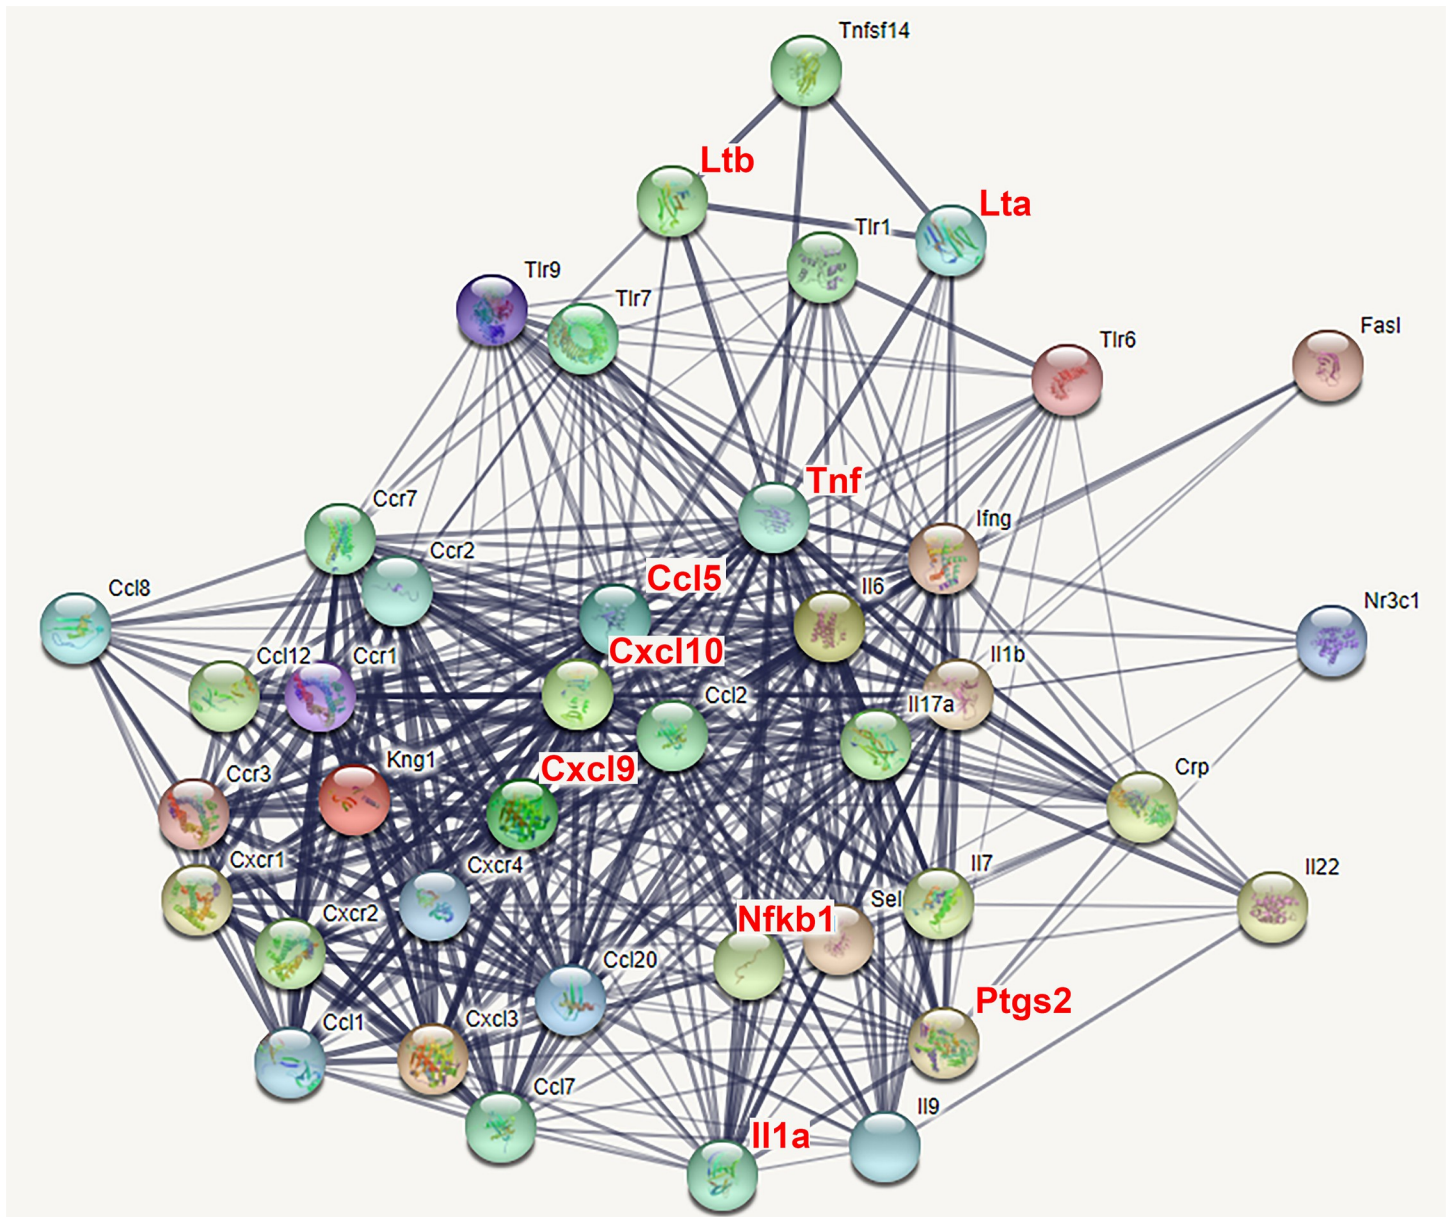 Tnfsf14
Ltb
Lta
Tlr1
Tlr9
Tlr7
Tlr6
Fasl
Tnf
Ccr7
Ifng
Ccr2
Ccl5
Il6
Ccl8
Nr3c1
Cxcl10
Ccl12
Ccr1
Il1b
Ccl2
Il17a
Kng1
Cxcl9
Ccr3
Crp
Cxcr1
Cxcr4
Il7
Il22
Sel
Cxcr2
Nfkb1
Ccl20
Ptgs2
Ccl1
Cxcl3
Ccl7
Il9
Il1a